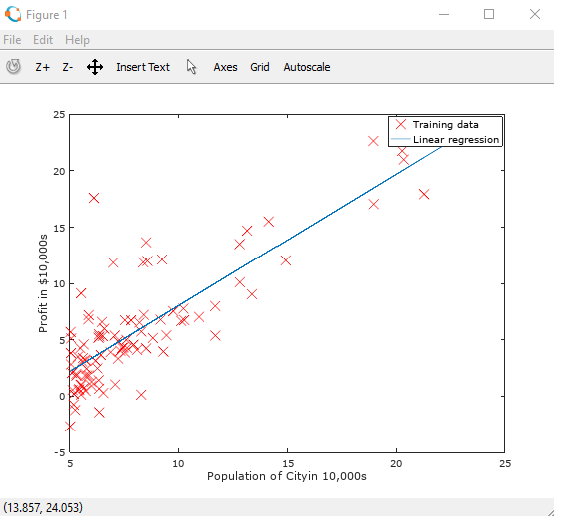 Figure 1
File Edit Help
Z+ Z- Insert Text Axes Grid Autoscale
25
20
15
10
5
0
-5
Profit in $10,000s
Training data
Linear regression
5 10 15 20 25
Population of Cityin 10,000s
(13.857, 24.053)